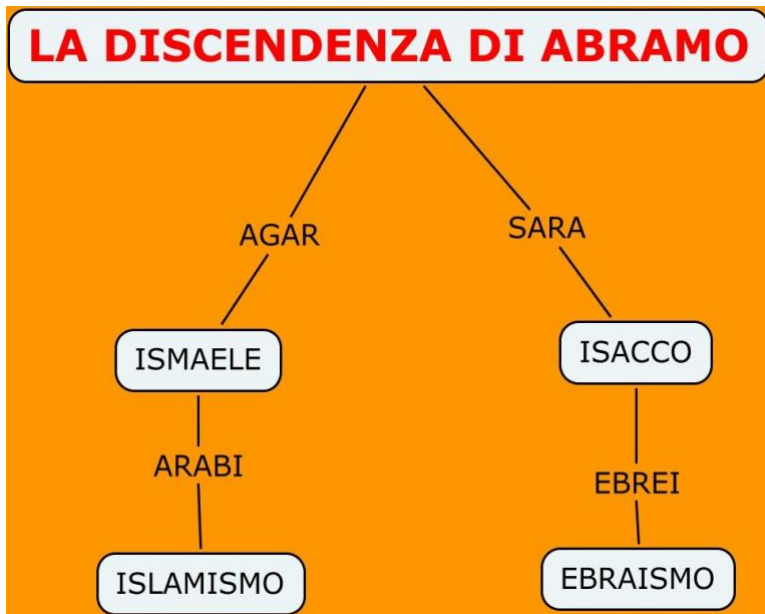 LA DISCENDENZA DI ABRAMO
AGAR
SARA
ISMAELE
ISACCO
ARABI
EBREI
ISLAMISMO
EBRAISMO